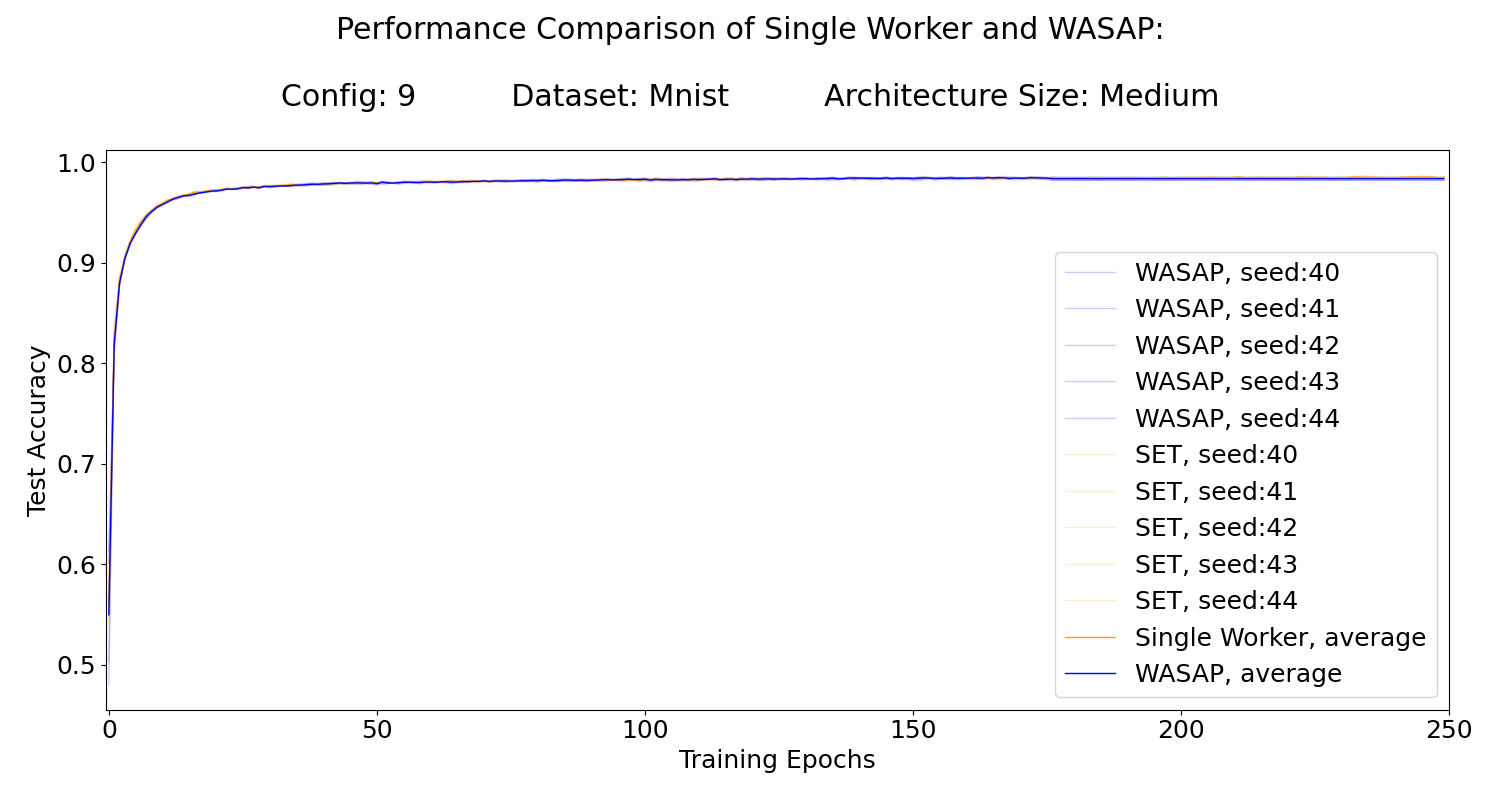 Performance Comparison of Single Worker and WASAP:
Config: 9 Dataset: Mnist Architecture Size: Medium
1.0
0.9
0.8
0.7
0.6
0.5
Test Accuracy
WASAP, seed:40
WASAP, seed:41
WASAP, seed:42
WASAP, seed:43
WASAP, seed:44
SET, seed:40
SET, seed:41
SET, seed:42
SET, seed:43
SET, seed:44
Single Worker, average
WASAP, average
0 50 100 150 200 250
Training Epochs